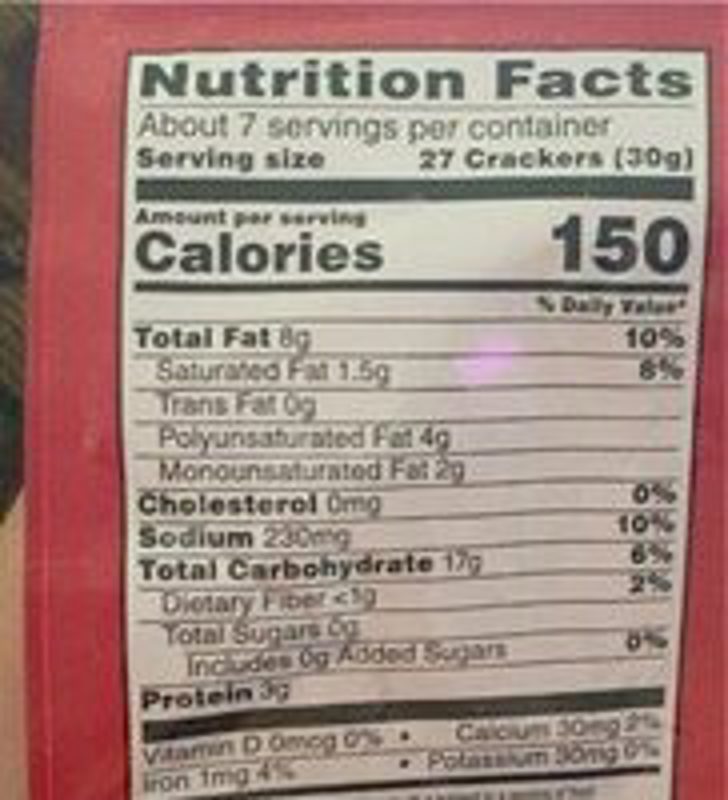 Nutrition Facts
About 7 servings per container
Serving size 27 Crackers (30g)
Amount per serving
Calories 150
% Daily Value*
Total Fat 8g 10%
Saturated Fat 1.5g 8%
Trans Fat 0g
Polyunsaturated Fat 4g
Monounsaturated Fat 2g
Cholesterol 0mg 0%
Sodium 230mg 10%
Total Carbohydrate 17g 6%
Dietary Fiber <1g 2%
Total Sugars 0g
Includes 0g Added Sugars 0%
Protein 3g
Vitamin D 0mcg 0% • Calcium 30mg 2%
Iron 1mg 4% • Potassium 30mg 0%